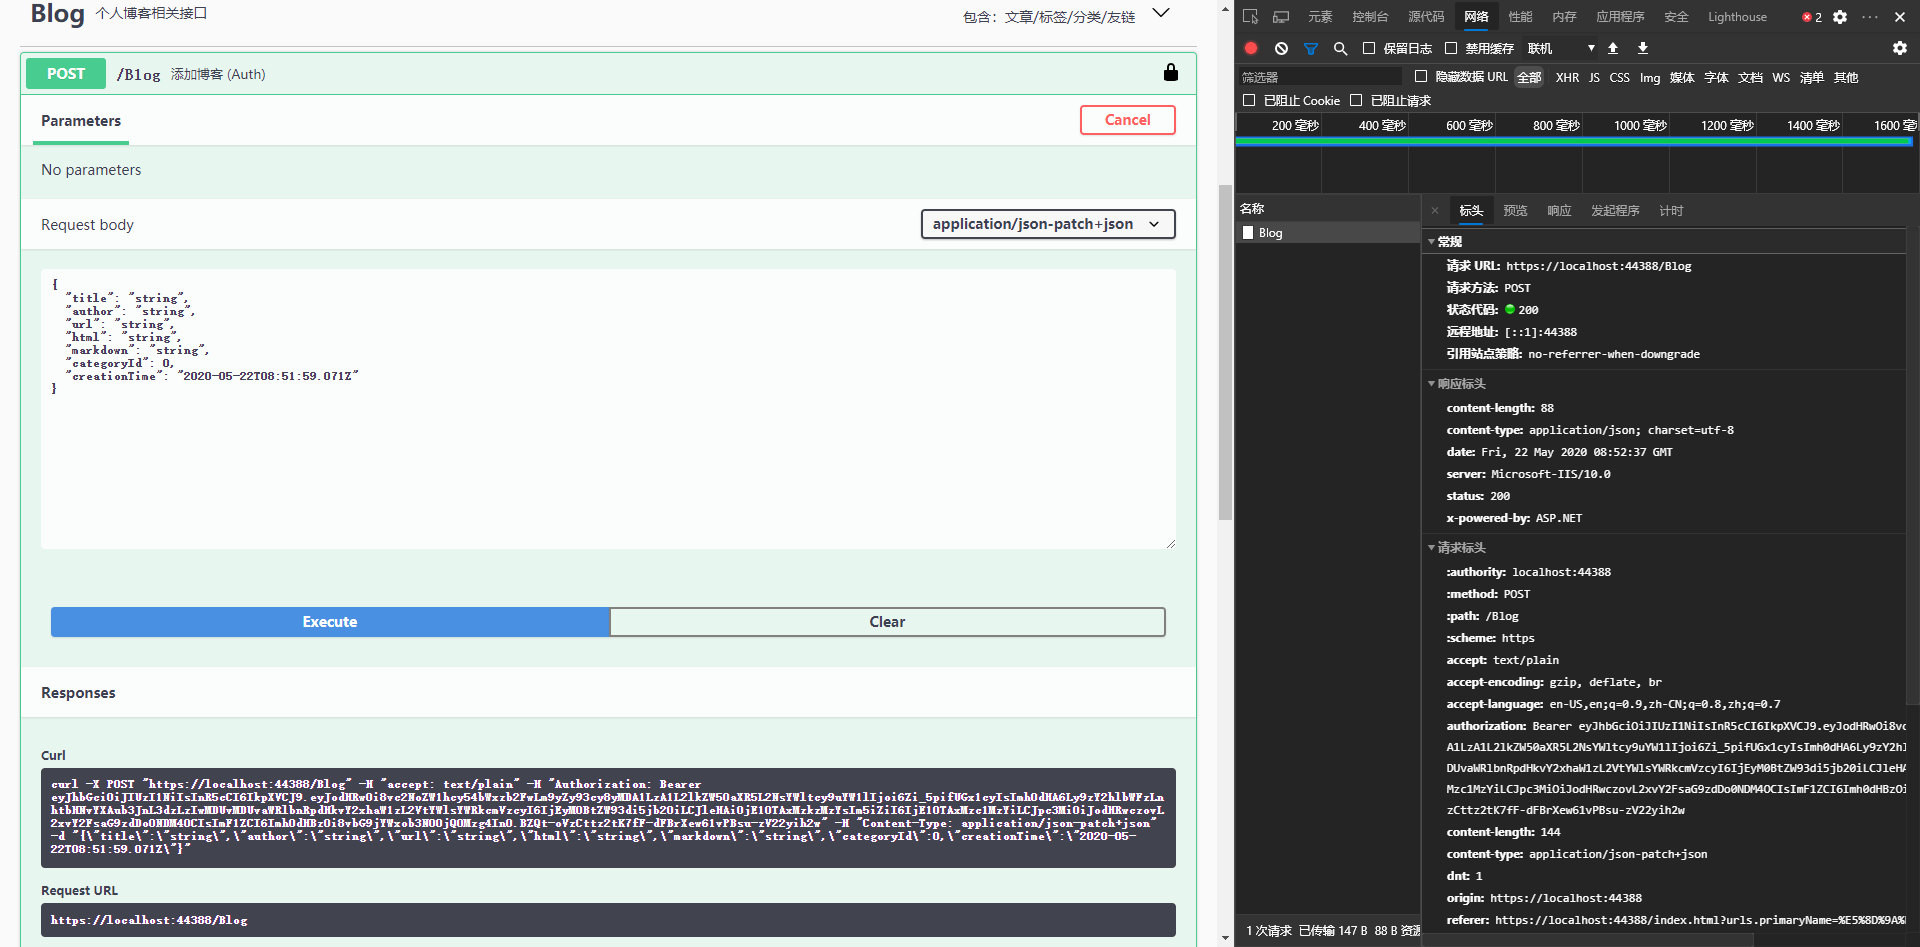 Blog 个人博客相关接口
包含：文章/标签/分类/友链
POST /Blog 添加博客 (Auth)
Parameters
Cancel
No parameters
Request body
application/json-patch+json
{
"title": "string",
"author": "string",
"url": "string",
"html": "string",
"markdown": "string",
"categoryId": 0,
"creationTime": "2020-05-22T08:51:59.071Z"
}
Execute
Clear
Responses
Curl
curl -X POST "https://localhost:44388/Blog" -H "accept: text/plain" -H "Authorization: Bearer
-d "{\"title\":\"string\",\"author\":\"string\",\"url\":\"string\",\"html\":\"string\",\"markdown\":\"string\",\"categoryId\":0,\"creationTime\":\"2020-05-
22T08:51:59.071Z\"}"
Request URL
https://localhost:44388/Blog
元素 控制台 源代码 网络 性能 内存 应用程序 安全 Lighthouse 2
保留日志 禁用缓存 联机
筛选器 隐藏数据 URL 全部 XHR JS CSS Img 媒体 字体 文档 WS 清单 其他
已阻止 Cookie 已阻止请求
200 毫秒 400 毫秒 600 毫秒 800 毫秒 1000 毫秒 1200 毫秒 1400 毫秒 1600 毫
名称
Blog
标头 预览 响应 发起程序 计时
常规
请求 URL: https://localhost:44388/Blog
请求方法: POST
状态代码: 200
远程地址: [::1]:44388
引用站点策略: no-referrer-when-downgrade
响应标头
content-length: 88
content-type: application/json; charset=utf-8
date: Fri, 22 May 2020 08:52:37 GMT
server: Microsoft-IIS/10.0
status: 200
x-powered-by: ASP.NET
请求标头
:authority: localhost:44388
:method: POST
:path: /Blog
:scheme: https
accept: text/plain
accept-encoding: gzip, deflate, br
accept-language: en-US,en;q=0.9,zh-CN;q=0.8,zh;q=0.7
authorization: Bearer
zCttz2tK7fF-dFBrXew61vPBsu-zV22yih2w
content-length: 144
content-type: application/json-patch+json
dnt: 1
origin: https://localhost:44388
referer: https://localhost:44388/index.html?urls.primaryName=%E5%8D%9A%
1 次请求 已传输 147 B 88 B 资源